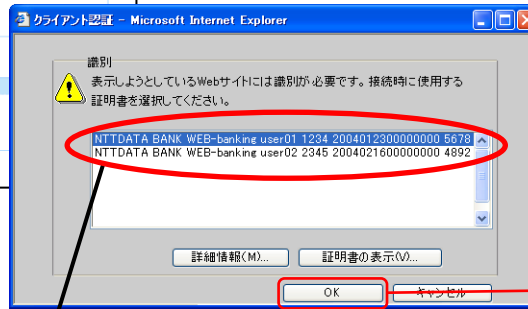 クライアント認証 - Microsoft Internet Explorer
識別
表示しようとしているWebサイトには識別が必要です。接続時に使用する
証明書を選択してください。
NTTDATA BANK WEB-banking user01 1234 2004012300000000 5678
NTTDATA BANK WEB-banking user02 2345 2004021600000000 4892
詳細情報(M)...
証明書の表示(V)...
OK
キャンセル